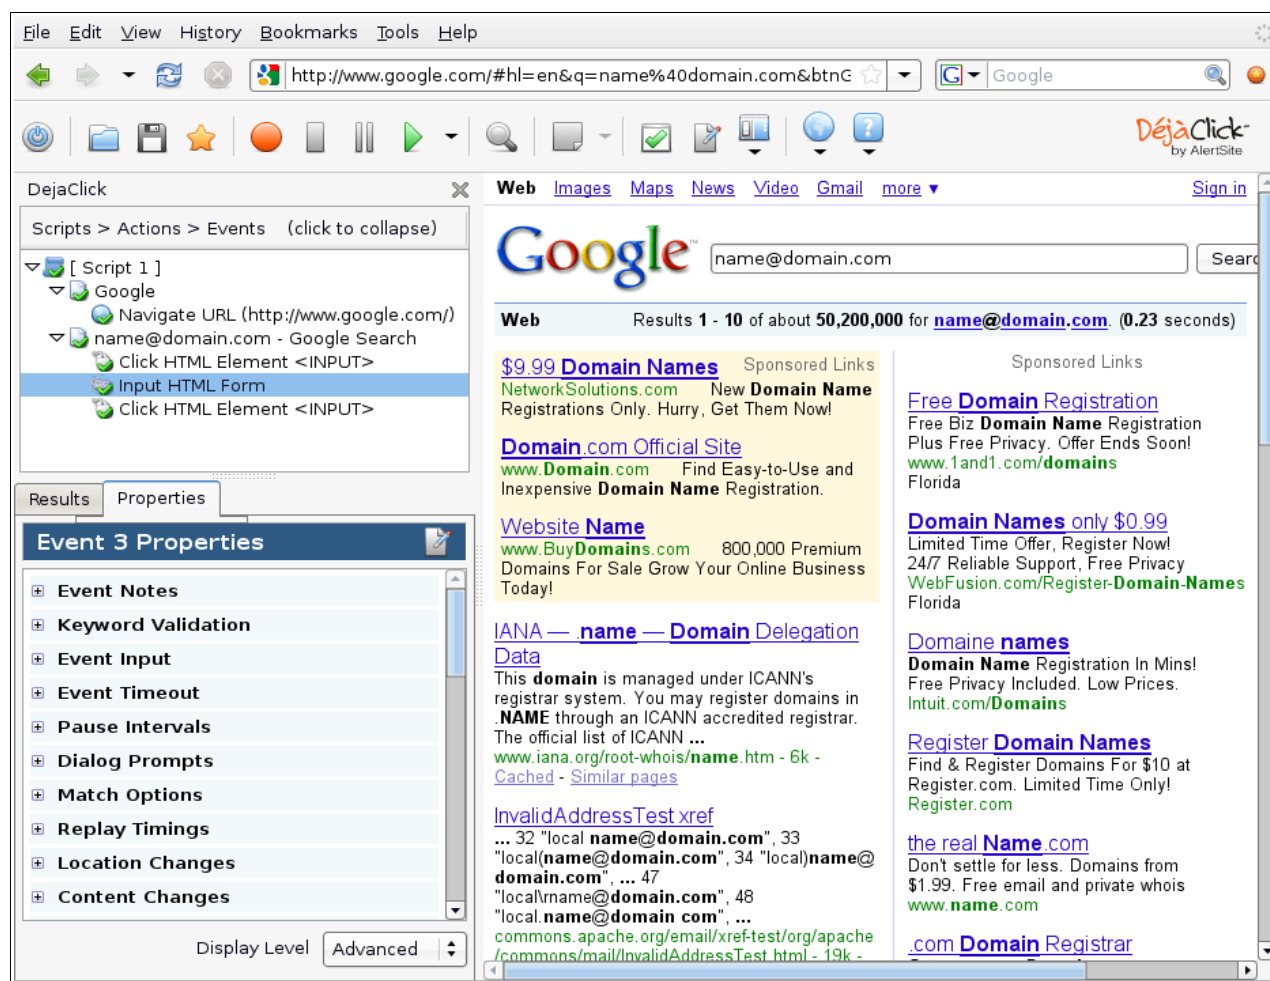 File Edit View History Bookmarks Tools Help
http://www.google.com/#hl=en&q=name%40domain.com&btnG
G Google
DéjàClick
by AlertSite
DejaClick
Scripts > Actions > Events (click to collapse)
[ Script 1 ]
Google
Navigate URL (http://www.google.com/)
name@domain.com - Google Search
Click HTML Element <INPUT>
Input HTML Form
Click HTML Element <INPUT>
Results Properties
Event 3 Properties
Event Notes
Keyword Validation
Event Input
Event Timeout
Pause Intervals
Dialog Prompts
Match Options
Replay Timings
Location Changes
Content Changes
Display Level Advanced
Web Images Maps News Video Gmail more ▼ Sign in
Google™ name@domain.com Searc
Web Results 1 - 10 of about 50,200,000 for name@domain.com. (0.23 seconds)
$9.99 Domain Names Sponsored Links
NetworkSolutions.com New Domain Name
Registrations Only. Hurry, Get Them Now!
Domain.com Official Site
www.Domain.com Find Easy-to-Use and
Inexpensive Domain Name Registration.
Website Name
www.BuyDomains.com 800,000 Premium
Domains For Sale Grow Your Online Business
Today!
IANA — .name — Domain Delegation
Data
This domain is managed under ICANN's
registrar system. You may register domains in
.NAME through an ICANN accredited registrar.
The official list of ICANN ...
www.iana.org/root-whois/name.htm - 6k -
Cached - Similar pages
InvalidAddressTest xref
... 32 "local name@domain.com", 33
"local(name@domain.com", 34 "local)name@
domain.com", ... 47
"local\rname@domain.com", 48
"local.name@domain com", ...
commons.apache.org/email/xref-test/org/apache
/commons/mail/InvalidAddressTest.html - 19k -
Sponsored Links
Free Domain Registration
Free Biz Domain Name Registration
Plus Free Privacy. Offer Ends Soon!
www.1and1.com/domains
Florida
Domain Names only $0.99
Limited Time Offer, Register Now!
24/7 Reliable Support, Free Privacy
WebFusion.com/Register-Domain-Names
Florida
Domaine names
Domain Name Registration In Mins!
Free Privacy Included. Low Prices.
Intuit.com/Domains
Register Domain Names
Find & Register Domains For $10 at
Register.com. Limited Time Only!
Register.com
the real Name.com
Don't settle for less. Domains from
$1.99. Free email and private whois
www.name.com
.com Domain Registrar